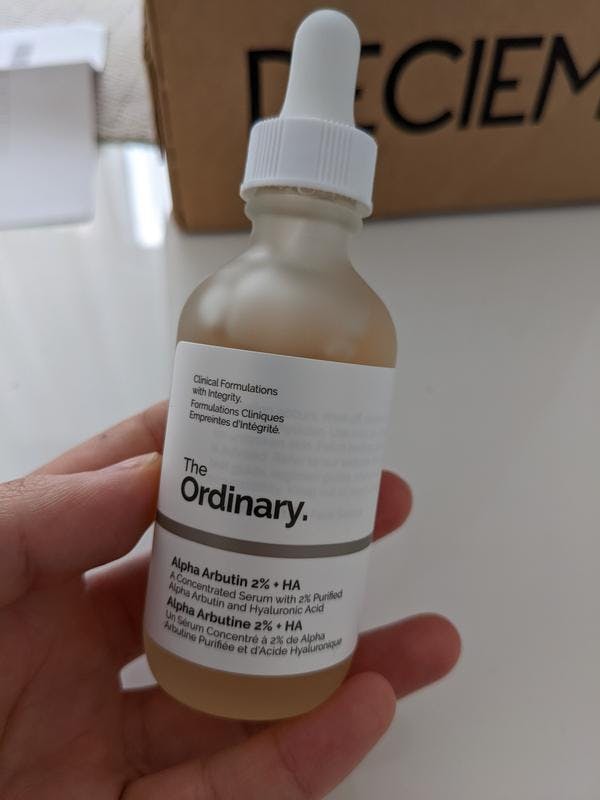 DECIEM
Clinical Formulations
with Integrity.
Formulations Cliniques
Empreintes d'Intégrité.
The
Ordinary.
Alpha Arbutin 2% + HA
A Concentrated Serum with 2% Purified
Alpha Arbutin and Hyaluronic Acid
Alpha Arbutine 2% + HA
Un Sérum Concentré à 2% de Alpha
Arbutine Purifiée et d'Acide Hyaluronique